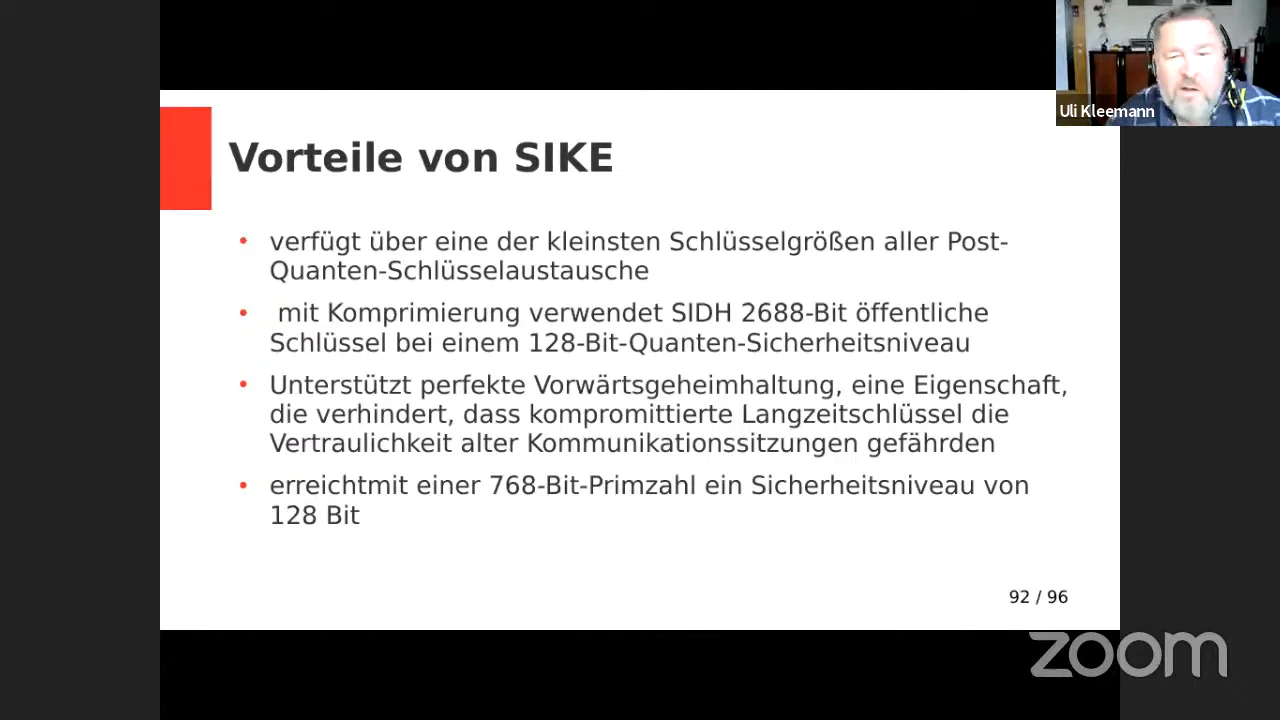 Uli Kleemann
Vorteile von SIKE
• verfügt über eine der kleinsten Schlüsselgrößen aller Post-
Quanten-Schlüsselaustausche
• mit Komprimierung verwendet SIDH 2688-Bit öffentliche
Schlüssel bei einem 128-Bit-Quanten-Sicherheitsniveau
• Unterstützt perfekte Vorwärtsgeheimhaltung, eine Eigenschaft,
die verhindert, dass kompromittierte Langzeitschlüssel die
Vertraulichkeit alter Kommunikationssitzungen gefährden
• erreichtmit einer 768-Bit-Primzahl ein Sicherheitsniveau von
128 Bit
92 / 96
zoom